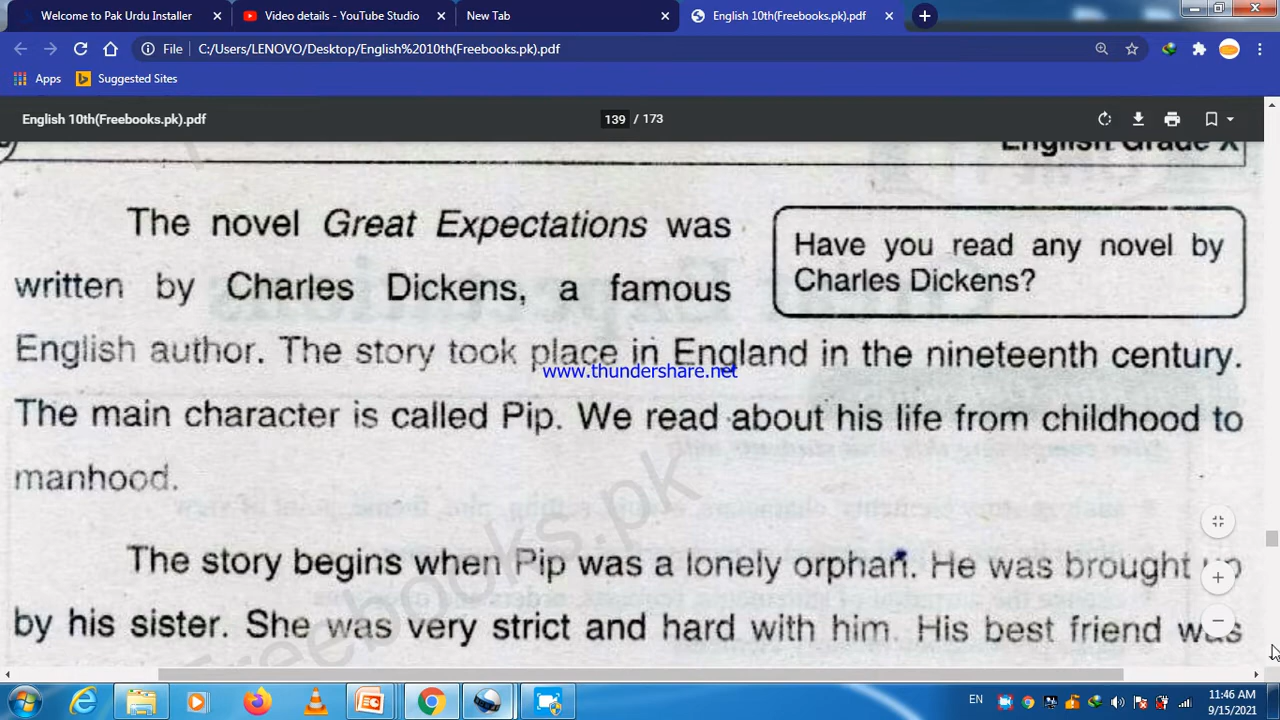 Welcome to Pak Urdu Installer
Video details - YouTube Studio
New Tab
English 10th(Freebooks.pk).pdf
File
C:/Users/LENOVO/Desktop/English%2010th(Freebooks.pk).pdf
Apps
Suggested Sites
English 10th(Freebooks.pk).pdf
139 / 173
English Grade X
The novel Great Expectations was
written by Charles Dickens, a famous
Have you read any novel by
Charles Dickens?
English author. The story took place in England in the nineteenth century.
www.thundershare.net
The main character is called Pip. We read about his life from childhood to
manhood.
Freebooks.pk
The story begins when Pip was a lonely orphan. He was brought up
by his sister. She was very strict and hard with him. His best friend was
EN
11:46 AM
9/15/2021